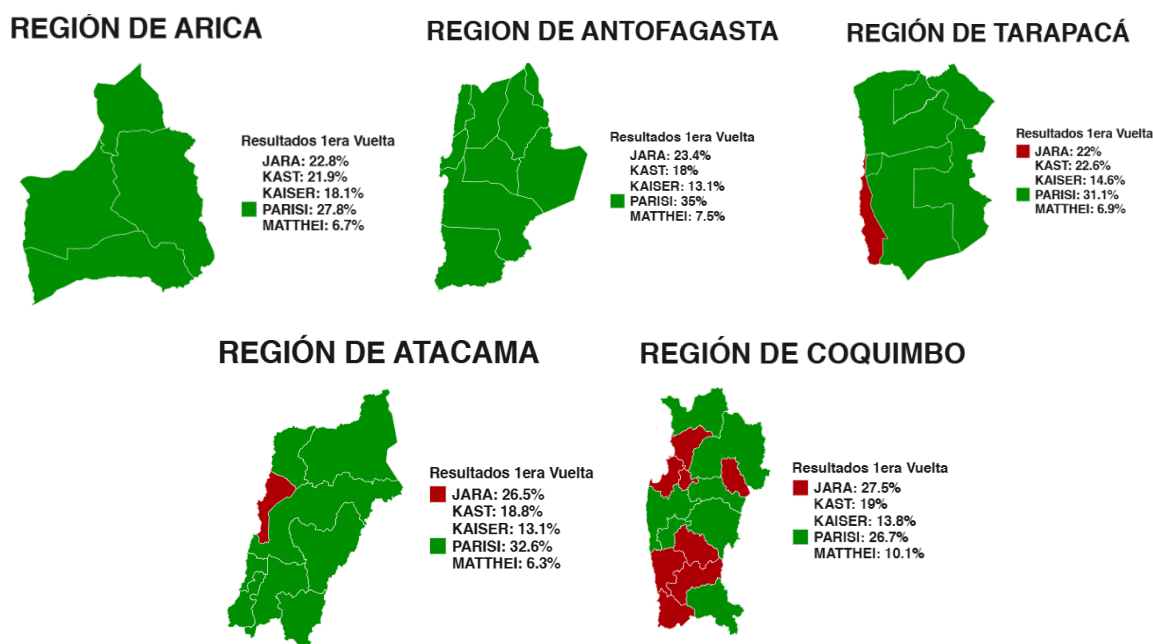 REGIÓN DE ARICA
Resultados 1era Vuelta
JARA: 22.8%
KAST: 21.9%
KAISER: 18.1%
PARISI: 27.8%
MATTHEI: 6.7%
REGION DE ANTOFAGASTA
Resultados 1era Vuelta
JARA: 23.4%
KAST: 18%
KAISER: 13.1%
PARISI: 35%
MATTHEI: 7.5%
REGIÓN DE TARAPACÁ
Resultados 1era Vuelta
JARA: 22%
KAST: 22.6%
KAISER: 14.6%
PARISI: 31.1%
MATTHEI: 6.9%
REGIÓN DE ATACAMA
Resultados 1era Vuelta
JARA: 26.5%
KAST: 18.8%
KAISER: 13.1%
PARISI: 32.6%
MATTHEI: 6.3%
REGIÓN DE COQUIMBO
Resultados 1era Vuelta
JARA: 27.5%
KAST: 19%
KAISER: 13.8%
PARISI: 26.7%
MATTHEI: 10.1%